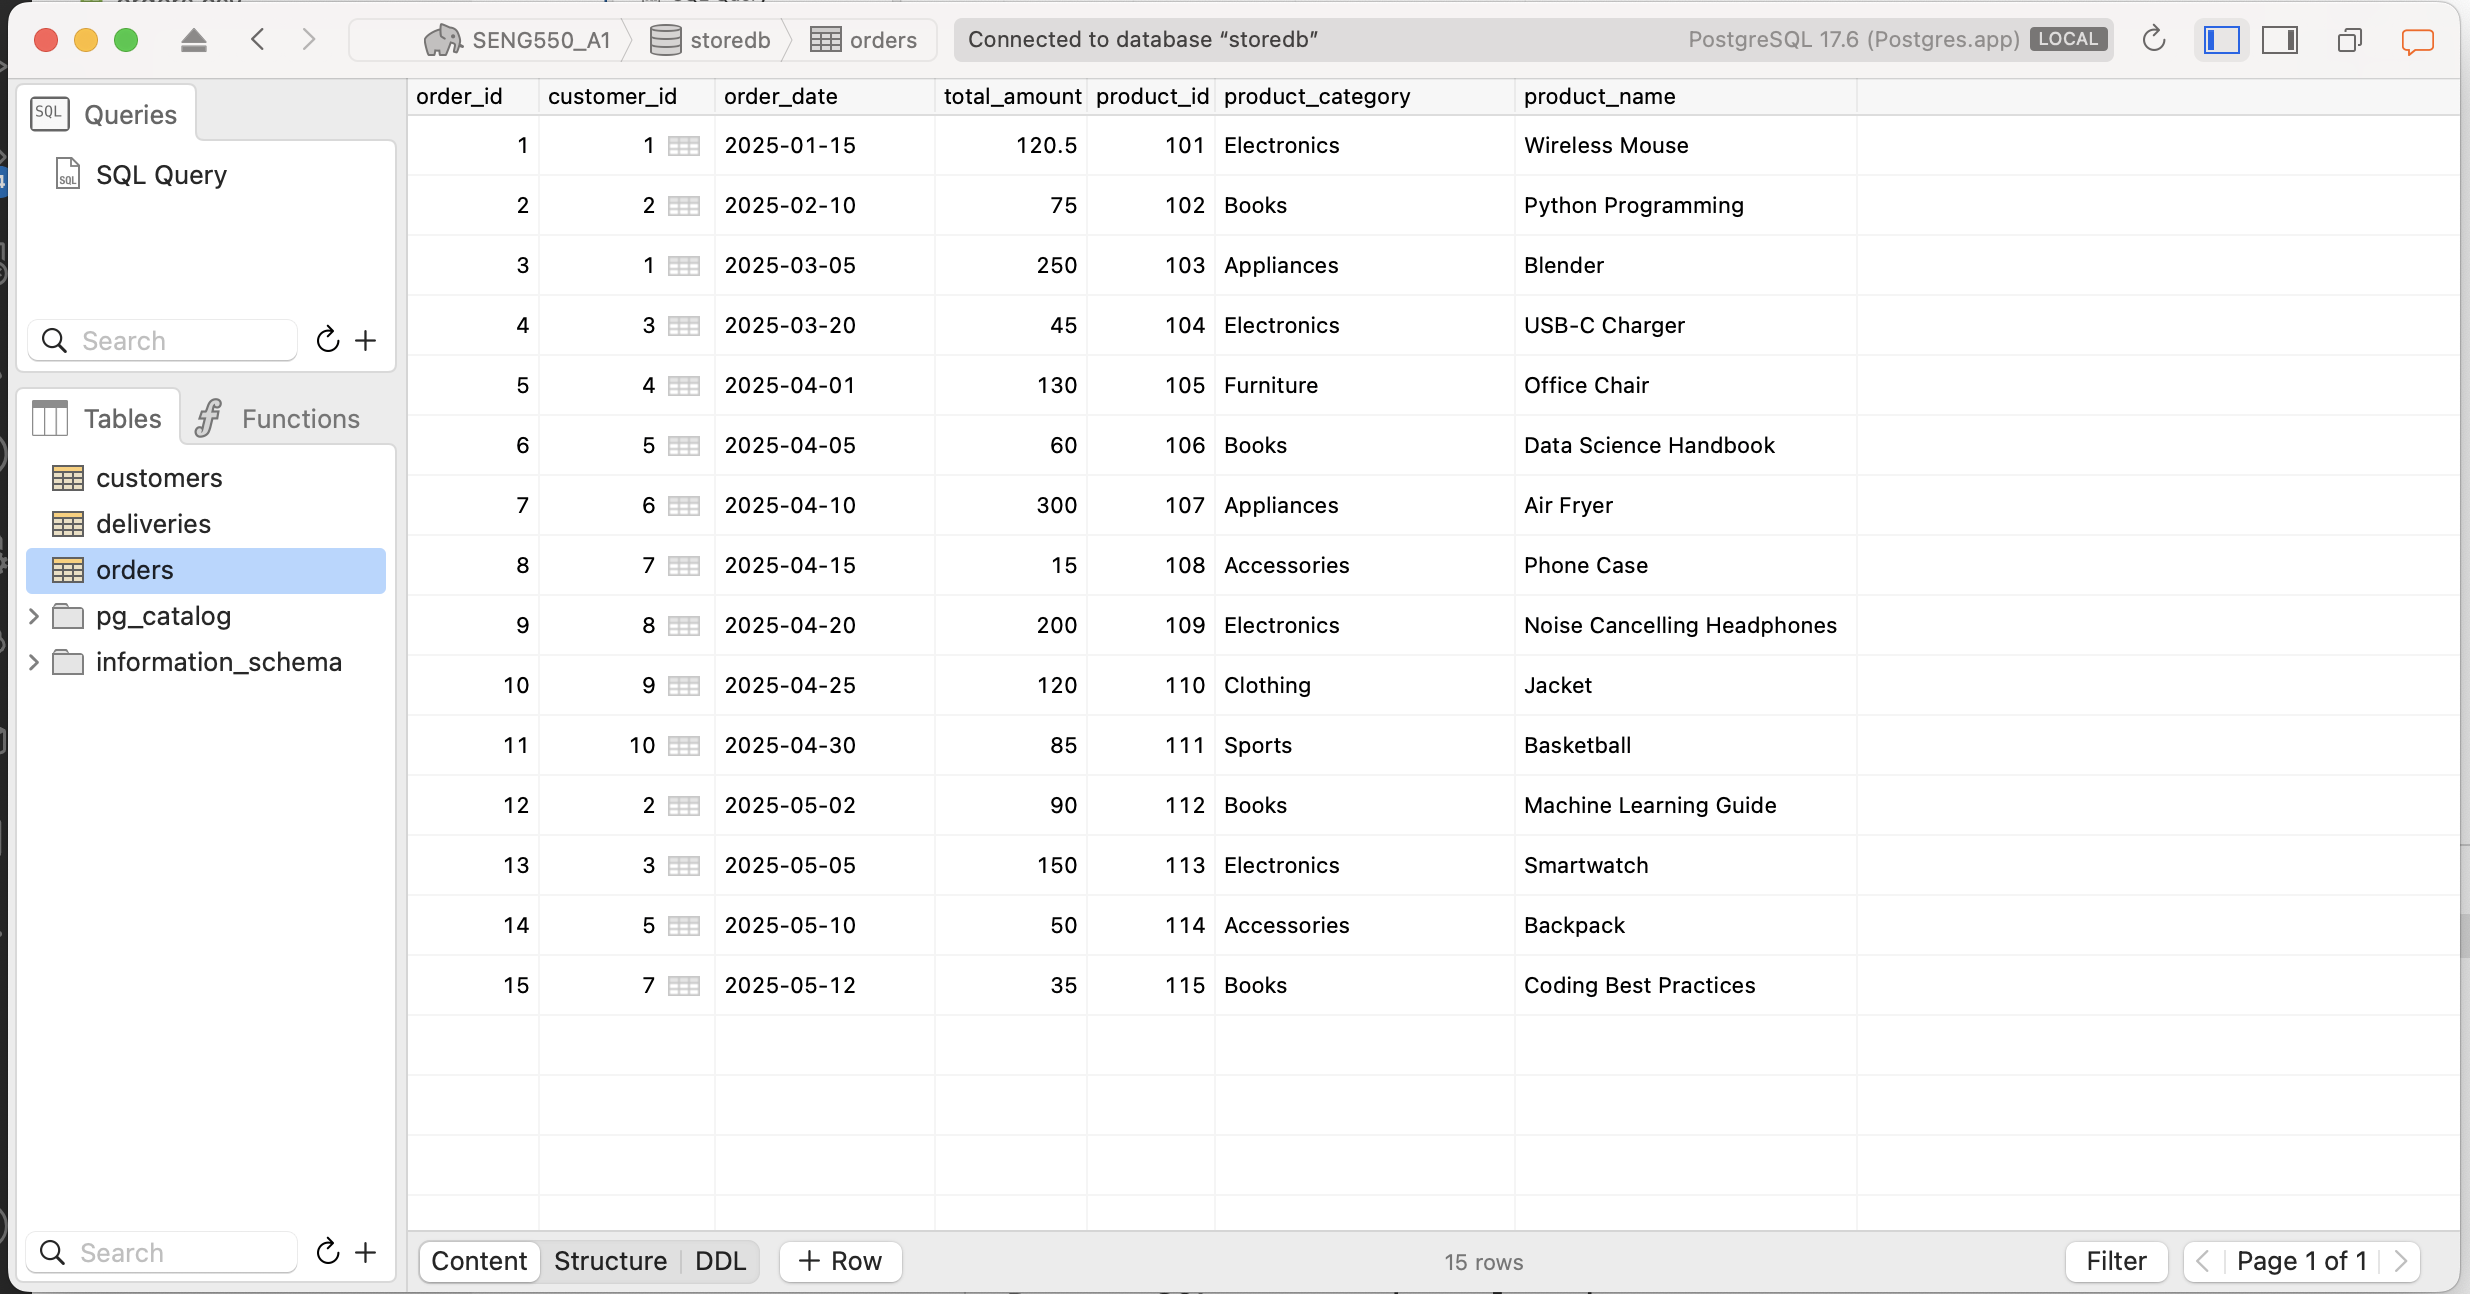 SENG550_A1 storedb orders Connected to database “storedb” PostgreSQL 17.6 (Postgres.app) LOCAL
SQL Queries
SQL SQL Query
Search
Tables Functions
customers
deliveries
orders
pg_catalog
information_schema
Search
order_id customer_id order_date total_amount product_id product_category product_name
1 1 2025-01-15 120.5 101 Electronics Wireless Mouse
2 2 2025-02-10 75 102 Books Python Programming
3 1 2025-03-05 250 103 Appliances Blender
4 3 2025-03-20 45 104 Electronics USB-C Charger
5 4 2025-04-01 130 105 Furniture Office Chair
6 5 2025-04-05 60 106 Books Data Science Handbook
7 6 2025-04-10 300 107 Appliances Air Fryer
8 7 2025-04-15 15 108 Accessories Phone Case
9 8 2025-04-20 200 109 Electronics Noise Cancelling Headphones
10 9 2025-04-25 120 110 Clothing Jacket
11 10 2025-04-30 85 111 Sports Basketball
12 2 2025-05-02 90 112 Books Machine Learning Guide
13 3 2025-05-05 150 113 Electronics Smartwatch
14 5 2025-05-10 50 114 Accessories Backpack
15 7 2025-05-12 35 115 Books Coding Best Practices
Content Structure DDL + Row 15 rows Filter Page 1 of 1